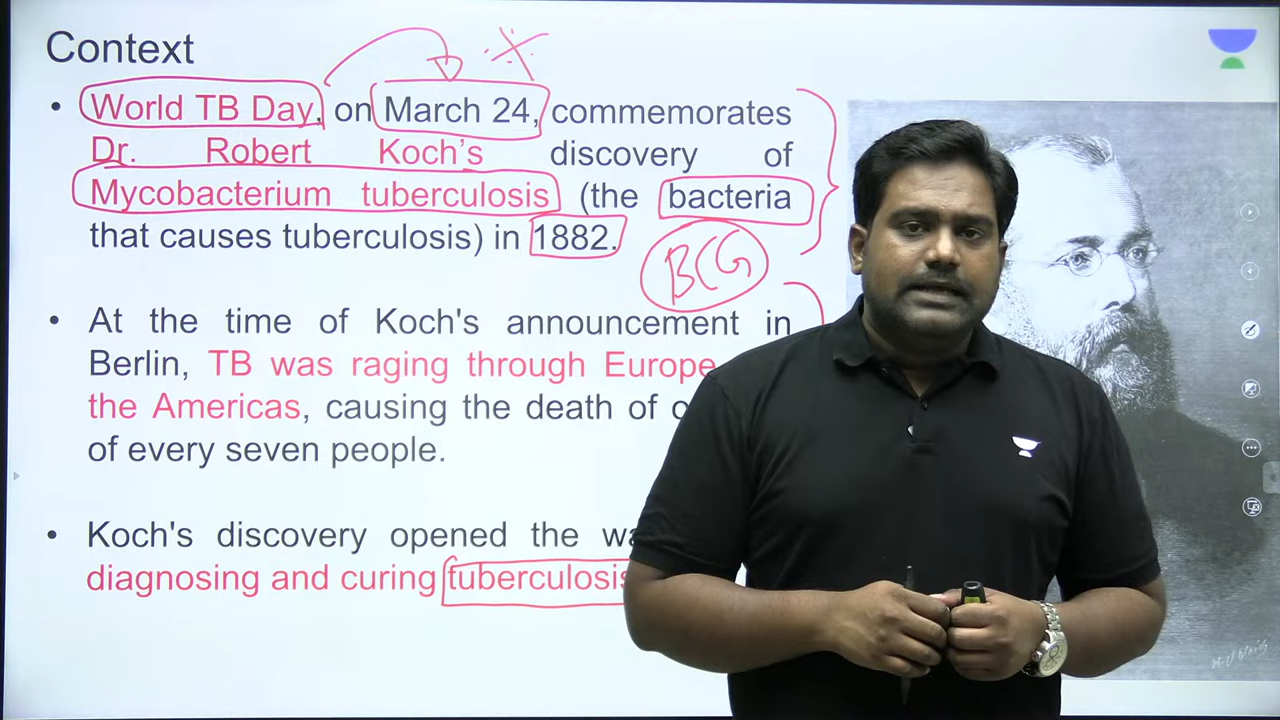 Context
• World TB Day, on March 24, commemorates
Dr. Robert Koch's discovery of
Mycobacterium tuberculosis (the bacteria
that causes tuberculosis) in 1882.
BCG
• At the time of Koch's announcement in
Berlin, TB was raging through Europe
the Americas, causing the death of
of every seven people.
• Koch's discovery opened the
diagnosing and curing tuberculosis